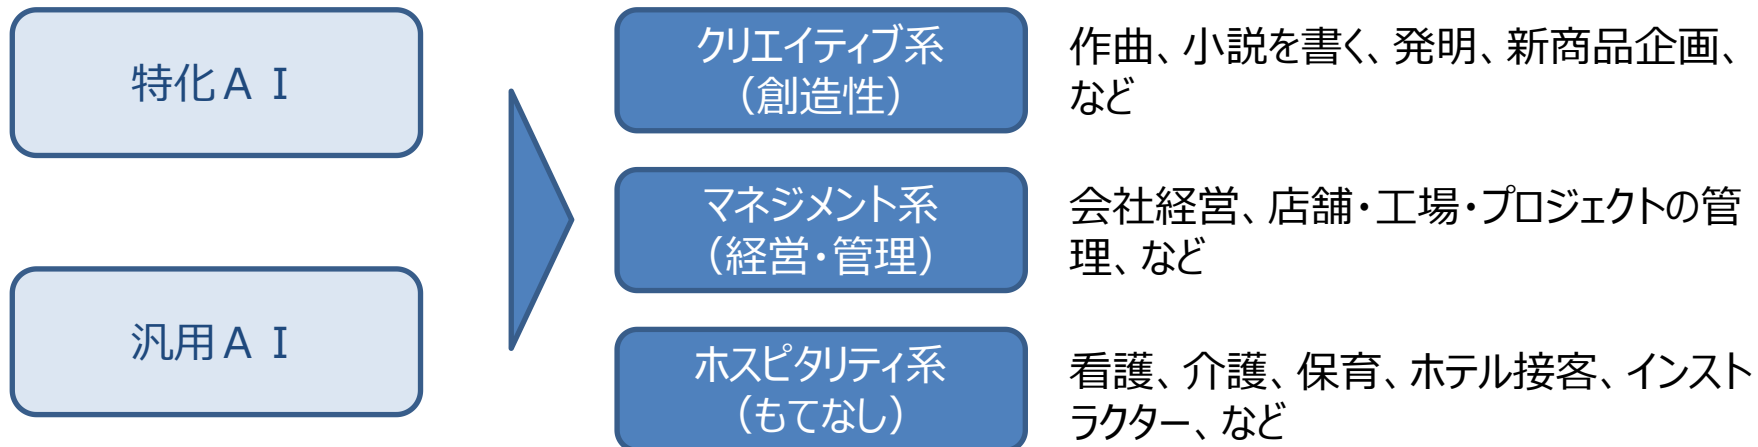 特化ＡＩ
汎用ＡＩ
クリエイティブ系
（創造性）
作曲、小説を書く、発明、新商品企画、
など
マネジメント系
（経営・管理）
会社経営、店舗・工場・プロジェクトの管
理、など
ホスピタリティ系
（もてなし）
看護、介護、保育、ホテル接客、インスト
ラクター、など